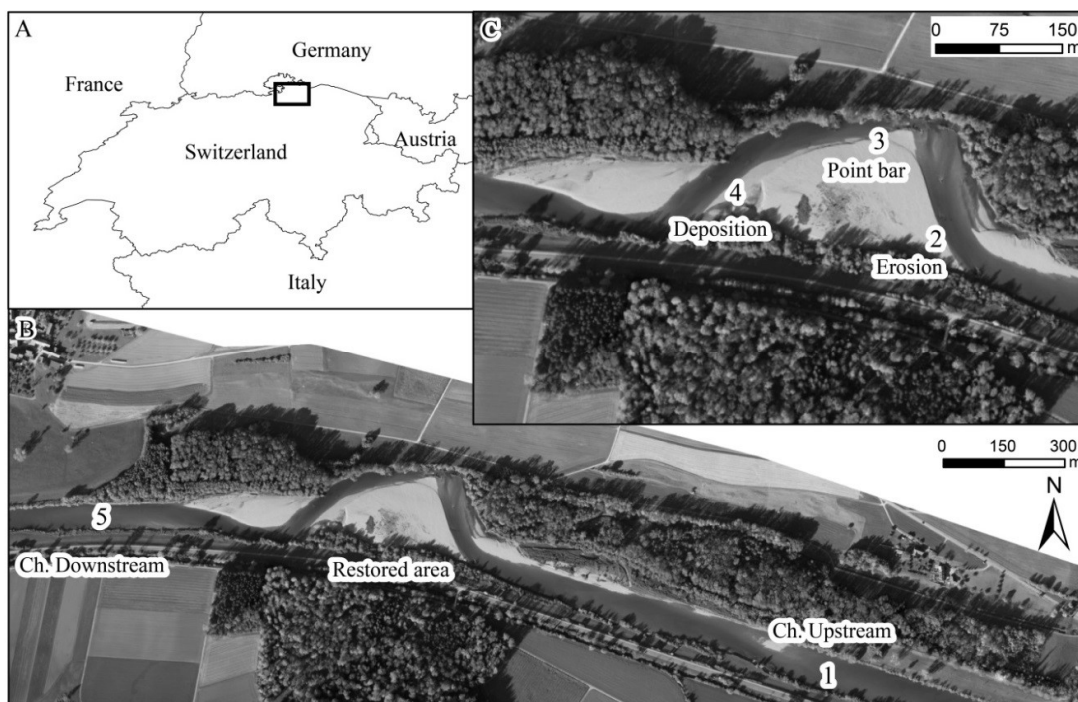 A
Germany
France
Switzerland
Austria
Italy
C
0 75 150
m
3
Point bar
4
Deposition
2
Erosion
B
0 150 300
m
N
5
Ch. Downstream
Restored area
Ch. Upstream
1